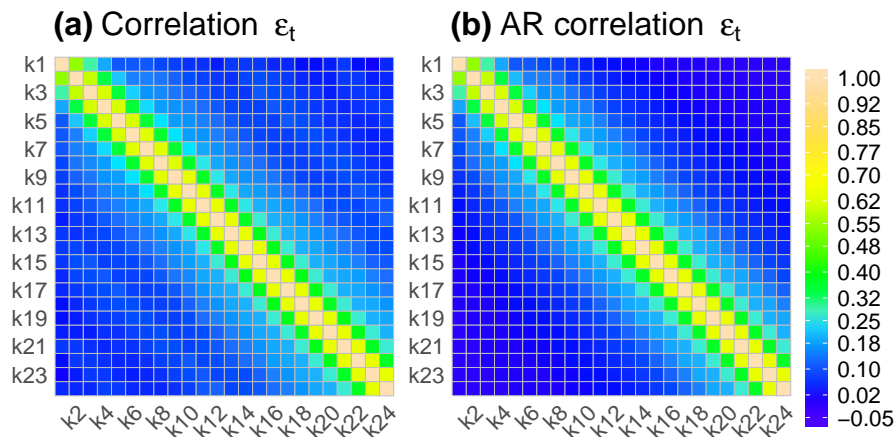 (a) Correlation εt
(b) AR correlation εt
k1
k3
k5
k7
k9
k11
k13
k15
k17
k19
k21
k23
k2 k4 k6 k8 k10 k12 k14 k16 k18 k20 k22 k24
k1
k3
k5
k7
k9
k11
k13
k15
k17
k19
k21
k23
k2 k4 k6 k8 k10 k12 k14 k16 k18 k20 k22 k24
1.00
0.92
0.85
0.77
0.70
0.62
0.55
0.47
0.40
0.32
0.25
0.17
0.10
0.02
−0.05